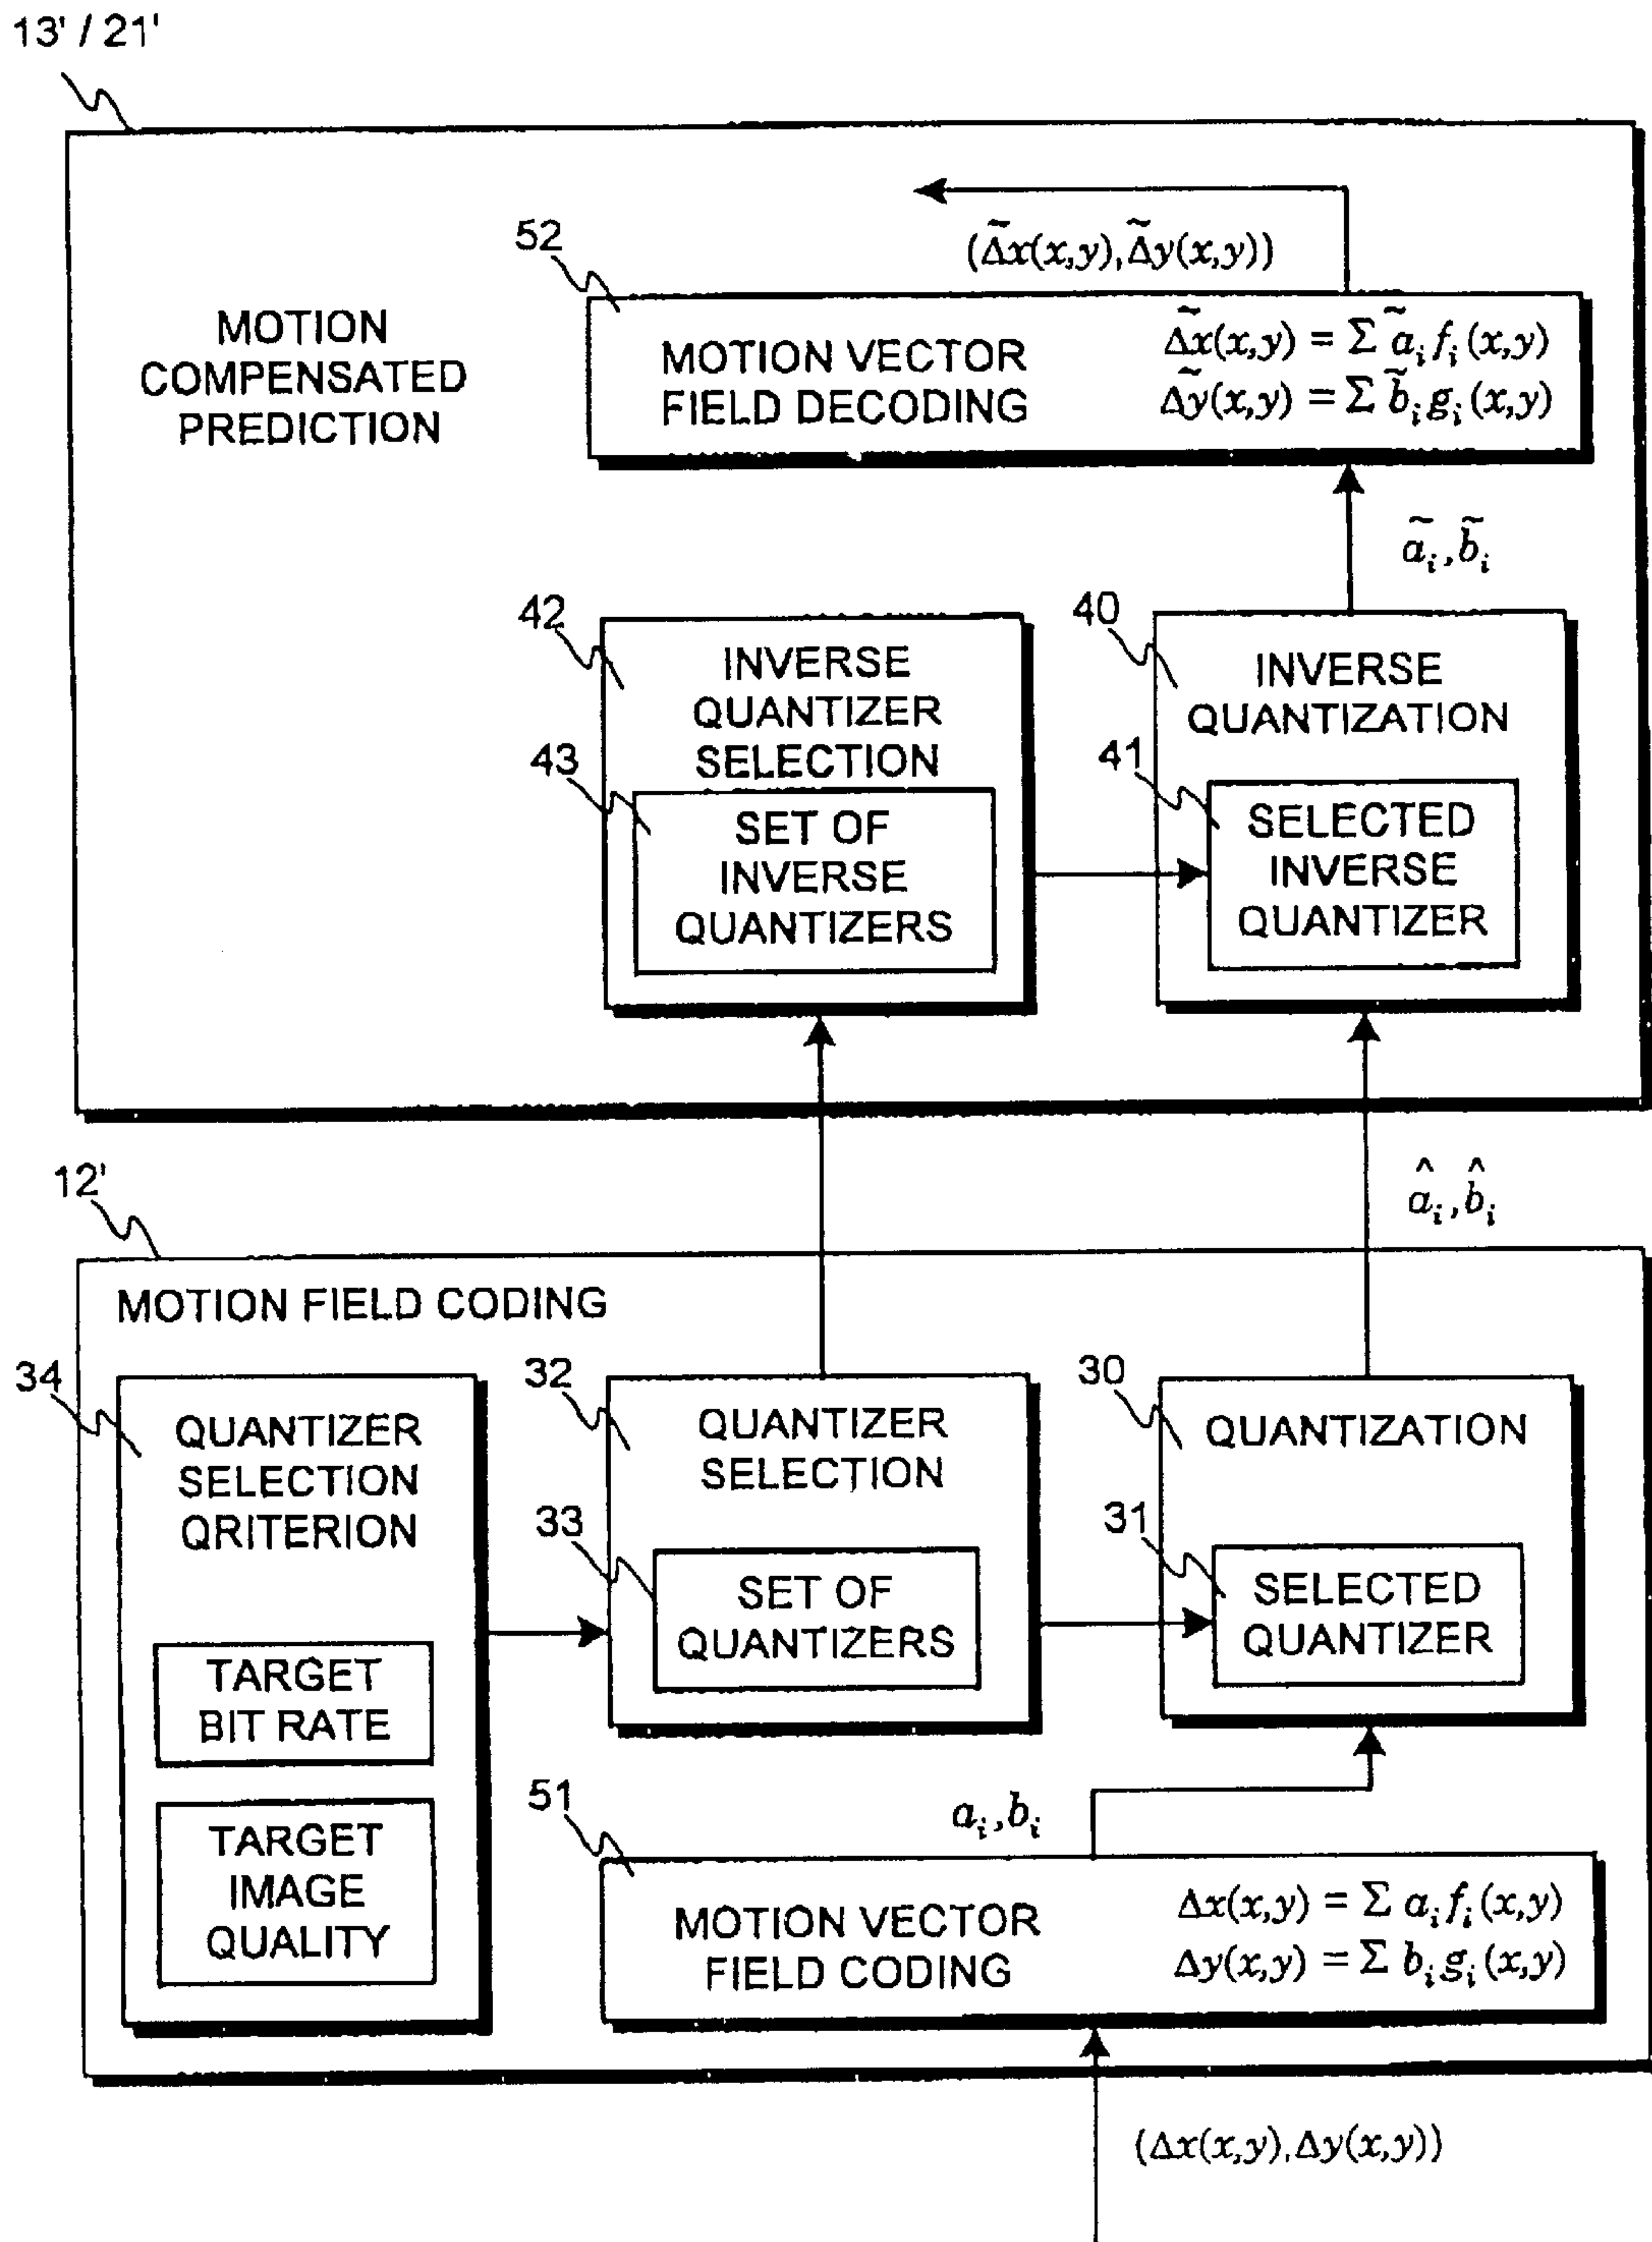 13' / 21'
(Δ̃x(x,y),Δ̃y(x,y))
52
MOTION
COMPENSATED
PREDICTION
MOTION VECTOR
FIELD DECODING
Δ̃x(x,y) = Σ ãᵢ fᵢ (x,y)
Δ̃y(x,y) = Σ b̃ᵢ gᵢ (x,y)
ãᵢ, b̃ᵢ
42
INVERSE
QUANTIZER
SELECTION
43
SET OF
INVERSE
QUANTIZERS
40
INVERSE
QUANTIZATION
41
SELECTED
INVERSE
QUANTIZER
âᵢ, b̂ᵢ
12'
MOTION FIELD CODING
34
QUANTIZER
SELECTION
QRITERION
TARGET
BIT RATE
TARGET
IMAGE
QUALITY
32
QUANTIZER
SELECTION
33
SET OF
QUANTIZERS
30
QUANTIZATION
31
SELECTED
QUANTIZER
aᵢ, bᵢ
51
MOTION VECTOR
FIELD CODING
Δx(x,y) = Σ aᵢ fᵢ (x,y)
Δy(x,y) = Σ bᵢ gᵢ (x,y)
(Δx(x,y),Δy(x,y))